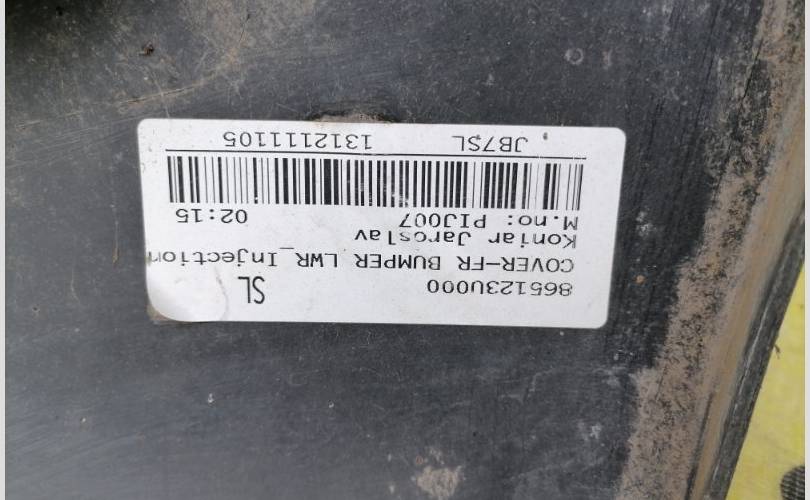 865123U000 SL
COVER-FR BUMPER LWR_Injection
Koniar Jaroslav
M.no: PIJ007 02:15
JB7SL 1312111105